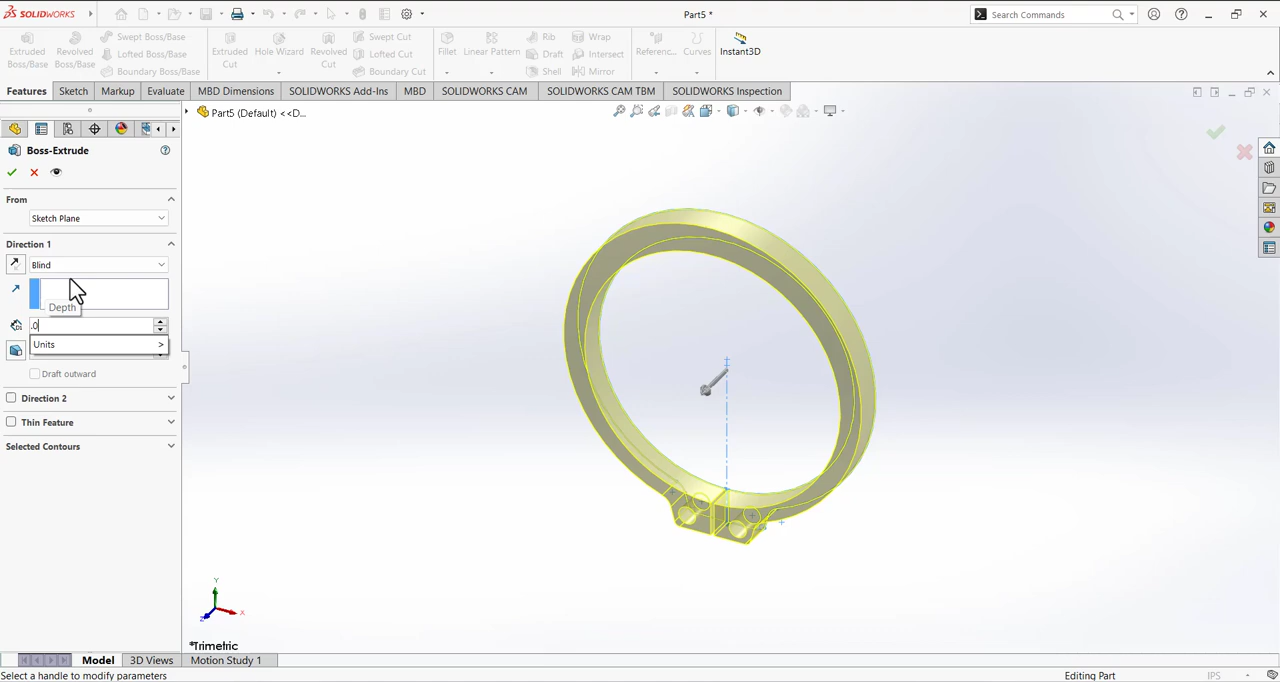 SOLIDWORKS
Part5 *
Search Commands
Extruded Boss/Base
Revolved Boss/Base
Swept Boss/Base
Lofted Boss/Base
Boundary Boss/Base
Extruded Cut
Hole Wizard
Revolved Cut
Swept Cut
Lofted Cut
Boundary Cut
Fillet
Linear Pattern
Rib
Draft
Shell
Wrap
Intersect
Mirror
Referenc...
Curves
Instant3D
Features
Sketch
Markup
Evaluate
MBD Dimensions
SOLIDWORKS Add-Ins
MBD
SOLIDWORKS CAM
SOLIDWORKS CAM TBM
SOLIDWORKS Inspection
Part5 (Default) <<D...
Boss-Extrude
From
Sketch Plane
Direction 1
Blind
Depth
.0
Units >
Draft outward
Direction 2
Thin Feature
Selected Contours
Y
X
Z
*Trimetric
Model
3D Views
Motion Study 1
Select a handle to modify parameters
Editing Part
IPS